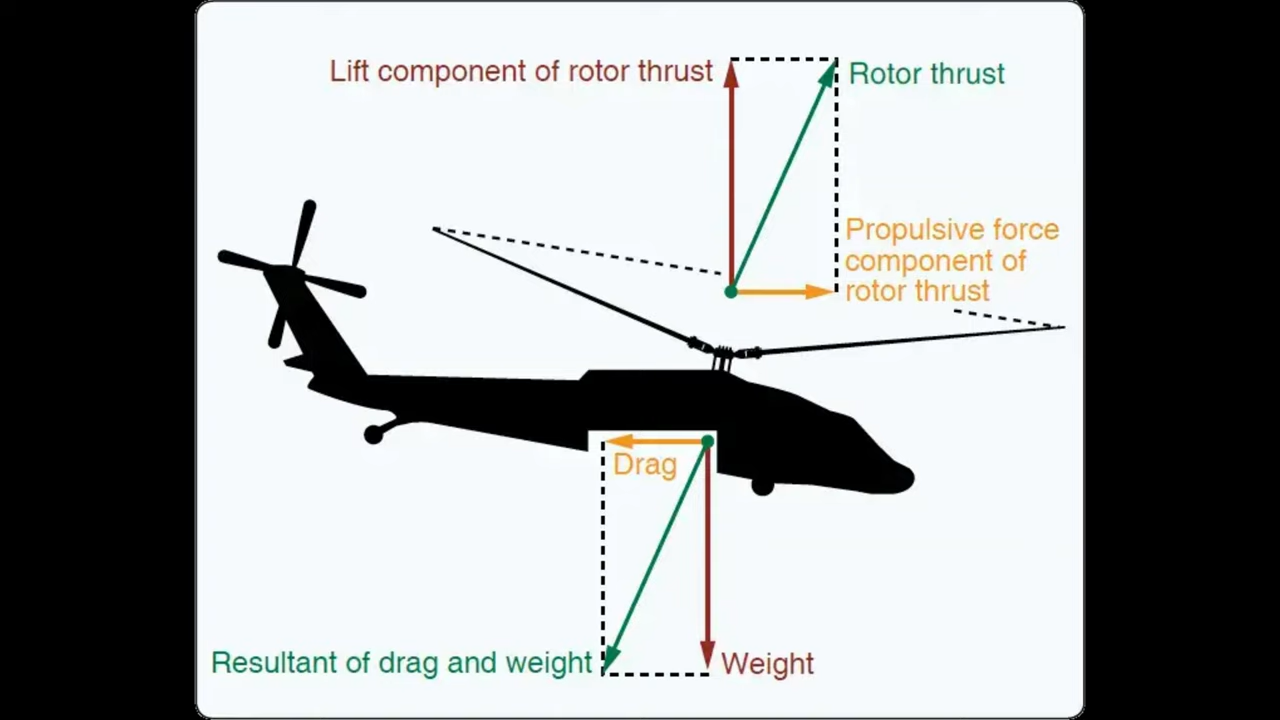 Lift component of rotor thrust
Rotor thrust
Propulsive force
component of
rotor thrust
Drag
Resultant of drag and weight
Weight